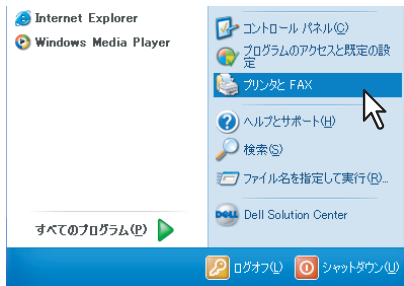 Internet Explorer
Windows Media Player
すべてのプログラム(P)
コントロール パネル(C)
プログラムのアクセスと既定の設
定
プリンタと FAX
ヘルプとサポート(H)
検索(S)
ファイル名を指定して実行(R)...
DELL Dell Solution Center
ログオフ(L) シャットダウン(U)